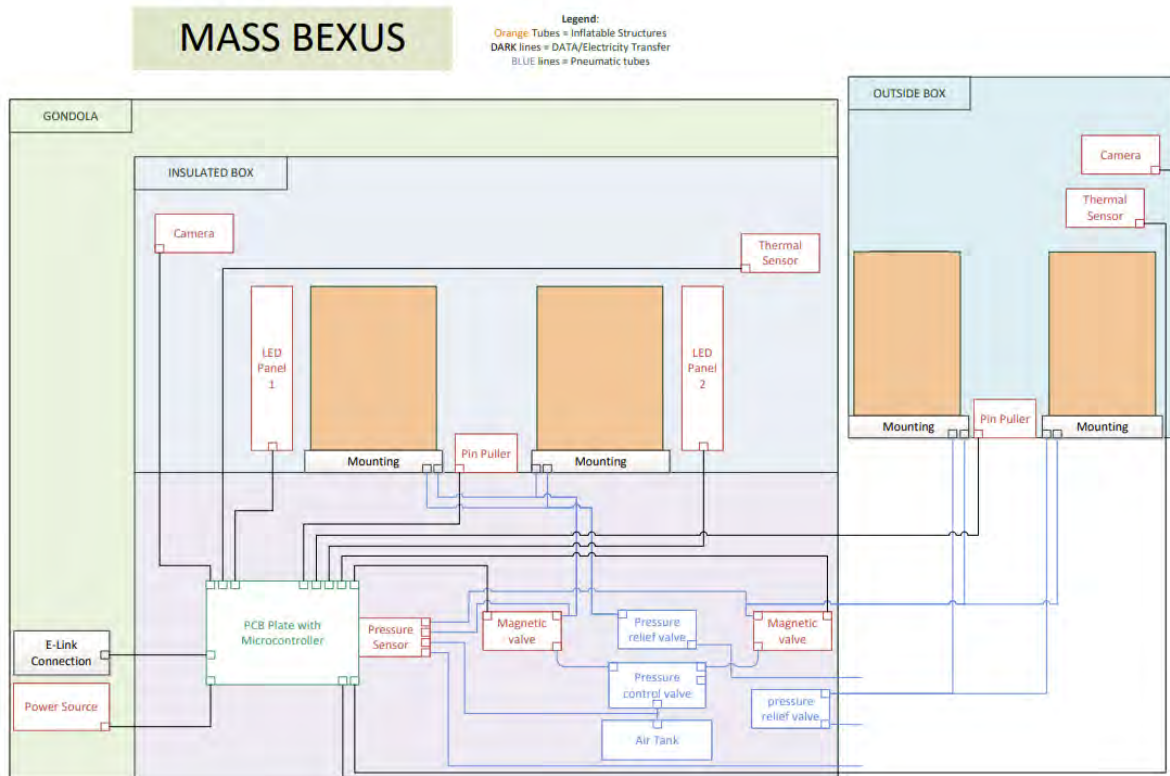 MASS BEXUS
Legend:
Orange Tubes = Inflatable Structures
DARK lines = DATA/Electricity Transfer
BLUE lines = Pneumatic tubes
GONDOLA
OUTSIDE BOX
INSULATED BOX
Camera
Thermal
Sensor
Camera
Thermal
Sensor
LED
Panel
1
LED
Panel
2
Mounting
Pin Puller
Mounting
Mounting
Pin Puller
Mounting
PCB Plate with
Microcontroller
Pressure
Sensor
Magnetic
valve
Pressure
relief valve
Magnetic
valve
E-Link
Connection
Power Source
Pressure
control valve
pressure
relief valve
Air Tank